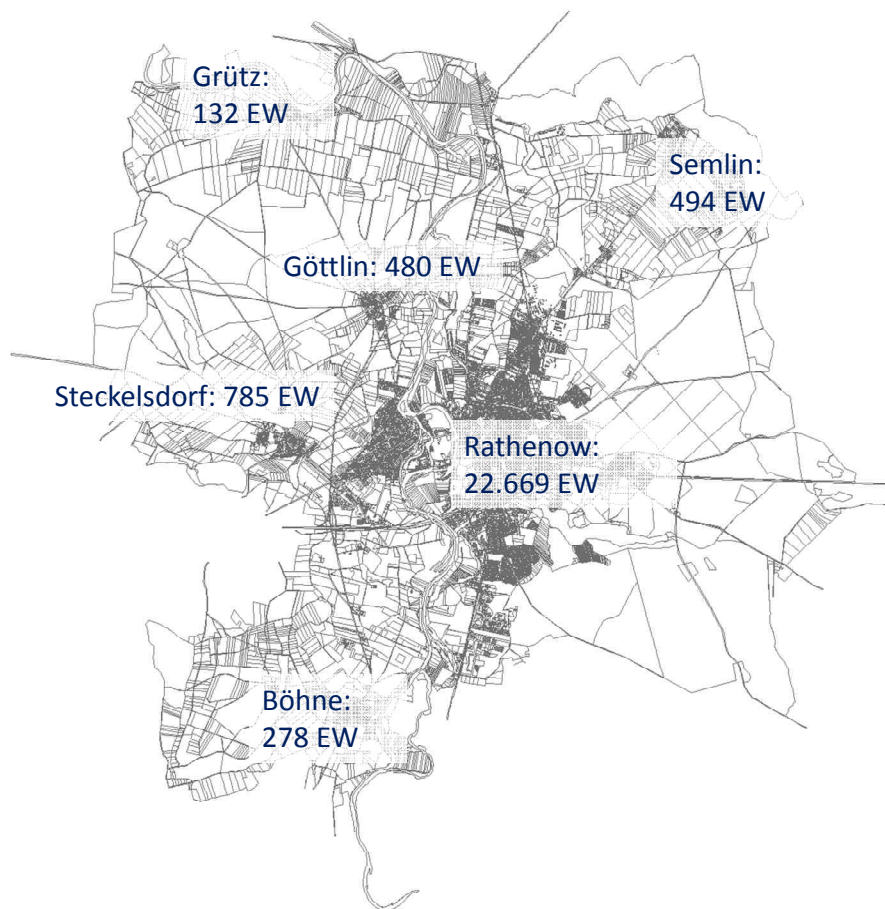 Grütz:
132 EW
Semlin:
494 EW
Göttlin: 480 EW
Steckelsdorf: 785 EW
Rathenow:
22.669 EW
Böhne:
278 EW